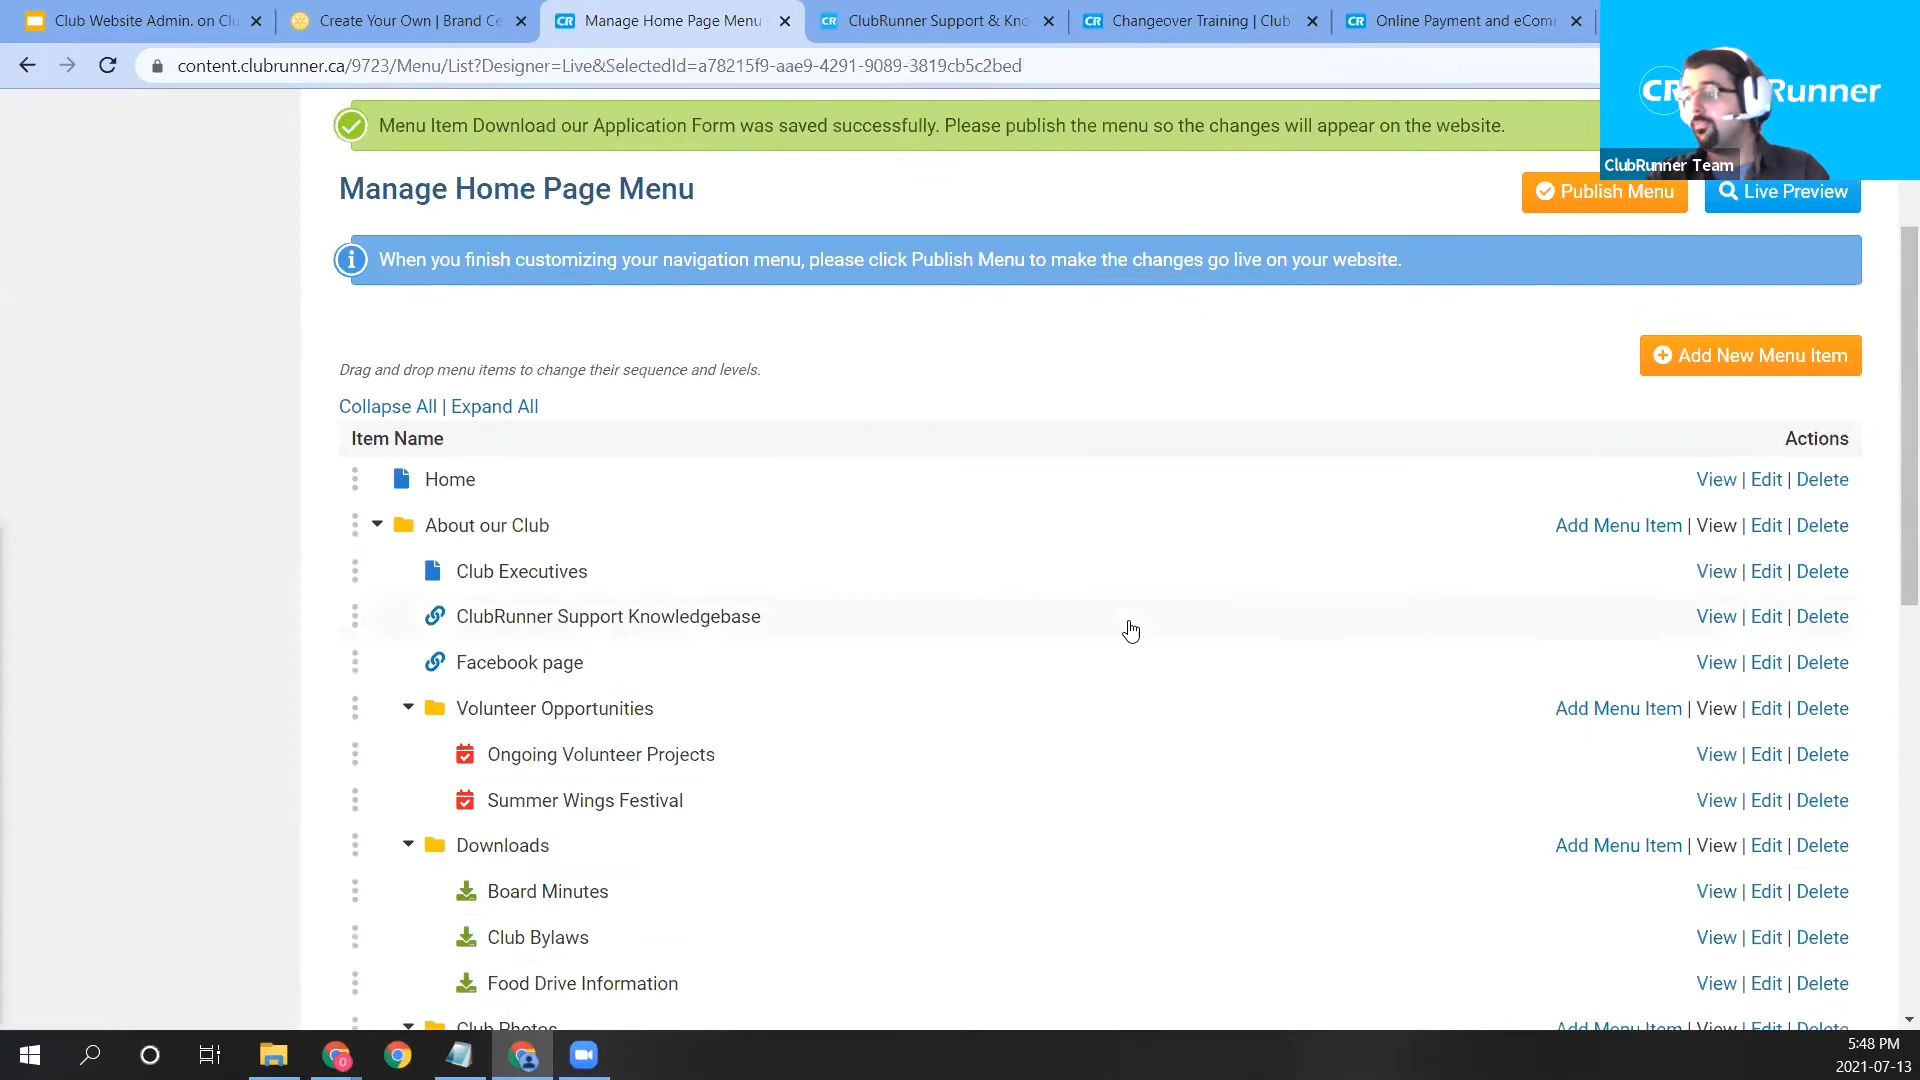 Club Website Admin. on Clu
Create Your Own | Brand Ce
Manage Home Page Menu
ClubRunner Support & Kno
Changeover Training | Club
Online Payment and eCom
content.clubrunner.ca/9723/Menu/List?Designer=Live&SelectedId=a78215f9-aae9-4291-9089-3819cb5c2bed
CR Runner
ClubRunner Team
Menu Item Download our Application Form was saved successfully. Please publish the menu so the changes will appear on the website.
Manage Home Page Menu
Publish Menu
Live Preview
When you finish customizing your navigation menu, please click Publish Menu to make the changes go live on your website.
Add New Menu Item
Drag and drop menu items to change their sequence and levels.
Collapse All | Expand All
Item Name Actions
Home View | Edit | Delete
About our Club Add Menu Item | View | Edit | Delete
Club Executives View | Edit | Delete
ClubRunner Support Knowledgebase View | Edit | Delete
Facebook page View | Edit | Delete
Volunteer Opportunities Add Menu Item | View | Edit | Delete
Ongoing Volunteer Projects View | Edit | Delete
Summer Wings Festival View | Edit | Delete
Downloads Add Menu Item | View | Edit | Delete
Board Minutes View | Edit | Delete
Club Bylaws View | Edit | Delete
Food Drive Information View | Edit | Delete
Club Photos Add Menu Item | View | Edit | Delete
5:48 PM
2021-07-13